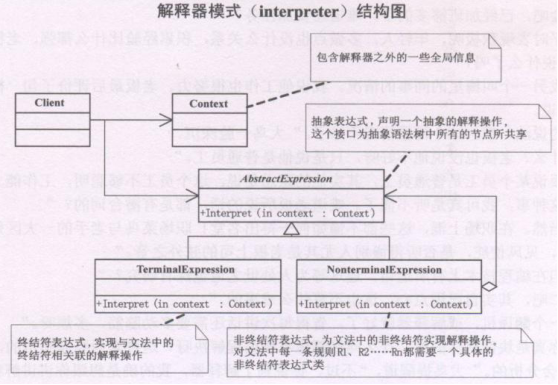 解释器模式（interpreter）结构图
包含解释器之外的一些全局信息
Client
Context
抽象表达式，声明一个抽象的解释操作，
这个接口为抽象语法树中所有的节点所共享
AbstractExpression
+Interpret(in context : Context)
TerminalExpression
NonterminalExpression
+Interpret(in context : Context)
+Interpret(in context : Context)
终结符表达式，实现与文法中的
终结符相关联的解释操作
非终结符表达式，为文法中的非终结符实现解释操作，
对文法中每一条规则R1、R2……Rn都需要一个具体的
非终结符表达式类